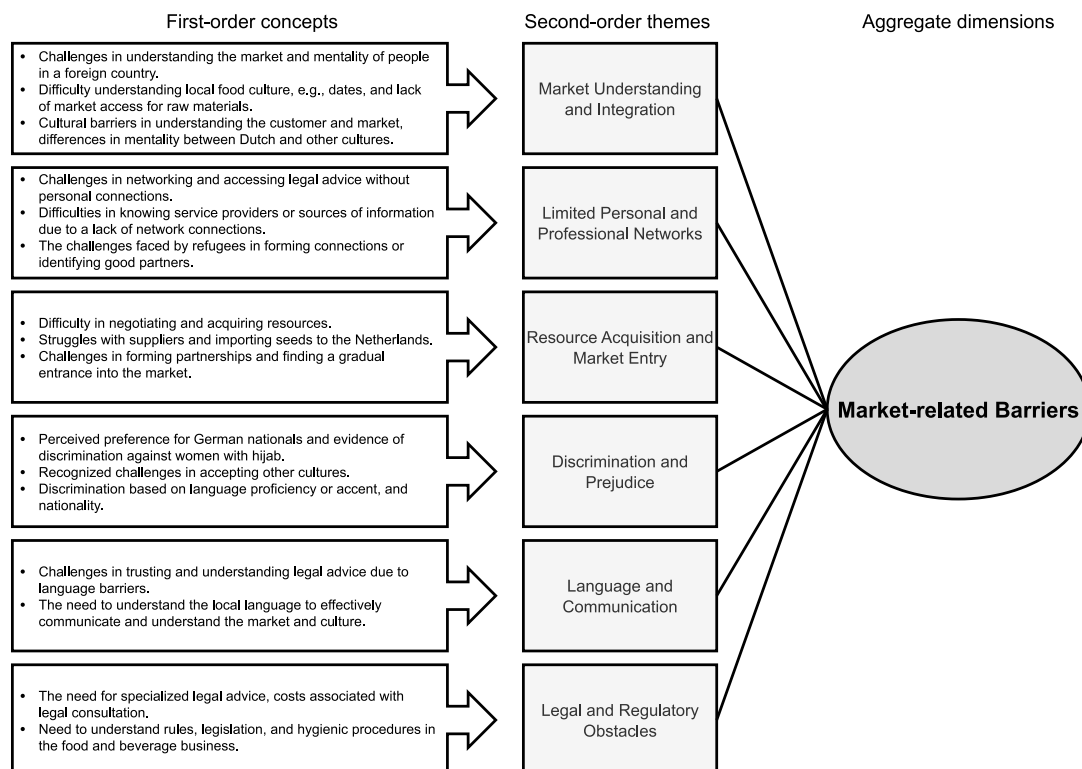 First-order concepts
Second-order themes
Aggregate dimensions
• Challenges in understanding the market and mentality of people
in a foreign country.
• Difficulty understanding local food culture, e.g., dates, and lack
of market access for raw materials.
• Cultural barriers in understanding the customer and market,
differences in mentality between Dutch and other cultures.
Market Understanding
and Integration
• Challenges in networking and accessing legal advice without
personal connections.
• Difficulties in knowing service providers or sources of information
due to a lack of network connections.
• The challenges faced by refugees in forming connections or
identifying good partners.
Limited Personal and
Professional Networks
• Difficulty in negotiating and acquiring resources.
• Struggles with suppliers and importing seeds to the Netherlands.
• Challenges in forming partnerships and finding a gradual
entrance into the market.
Resource Acquisition and
Market Entry
• Perceived preference for German nationals and evidence of
discrimination against women with hijab.
• Recognized challenges in accepting other cultures.
• Discrimination based on language proficiency or accent, and
nationality.
Discrimination and
Prejudice
• Challenges in trusting and understanding legal advice due to
language barriers.
• The need to understand the local language to effectively
communicate and understand the market and culture.
Language and
Communication
• The need for specialized legal advice, costs associated with
legal consultation.
• Need to understand rules, legislation, and hygienic procedures in
the food and beverage business.
Legal and Regulatory
Obstacles
Market-related Barriers